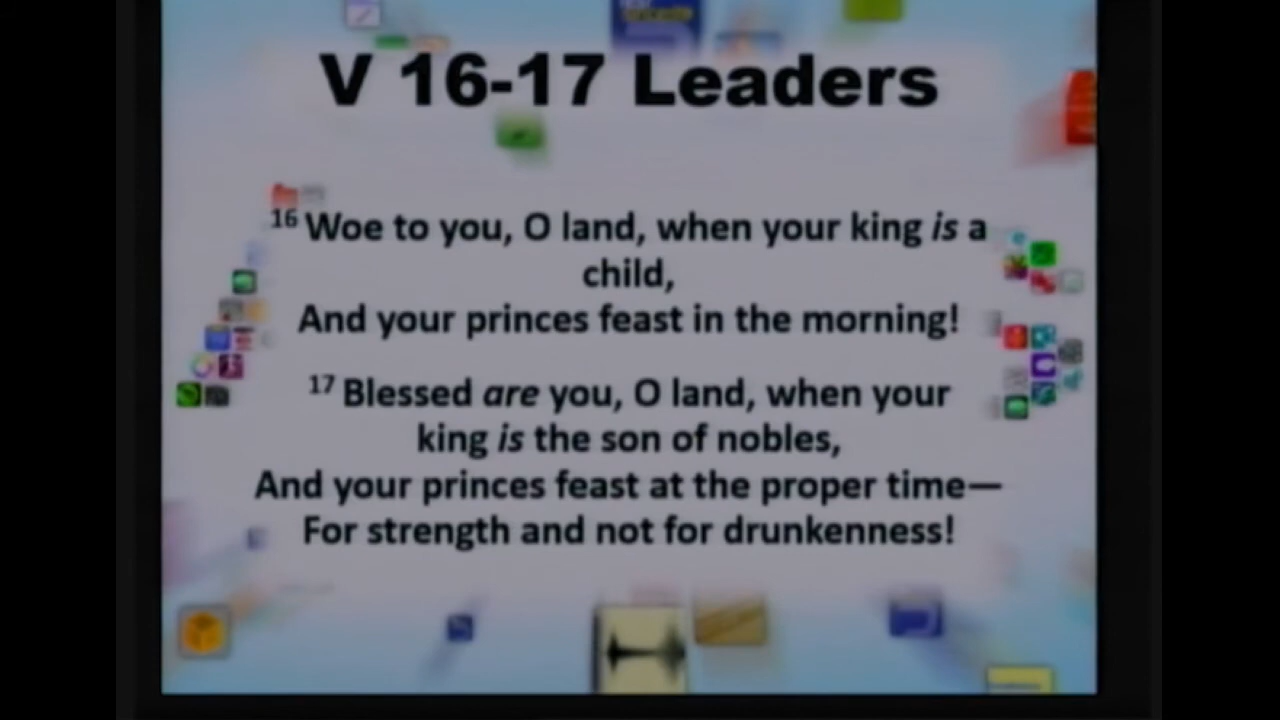 V 16-17 Leaders
16 Woe to you, O land, when your king is a
child,
And your princes feast in the morning!
17 Blessed are you, O land, when your
king is the son of nobles,
And your princes feast at the proper time—
For strength and not for drunkenness!